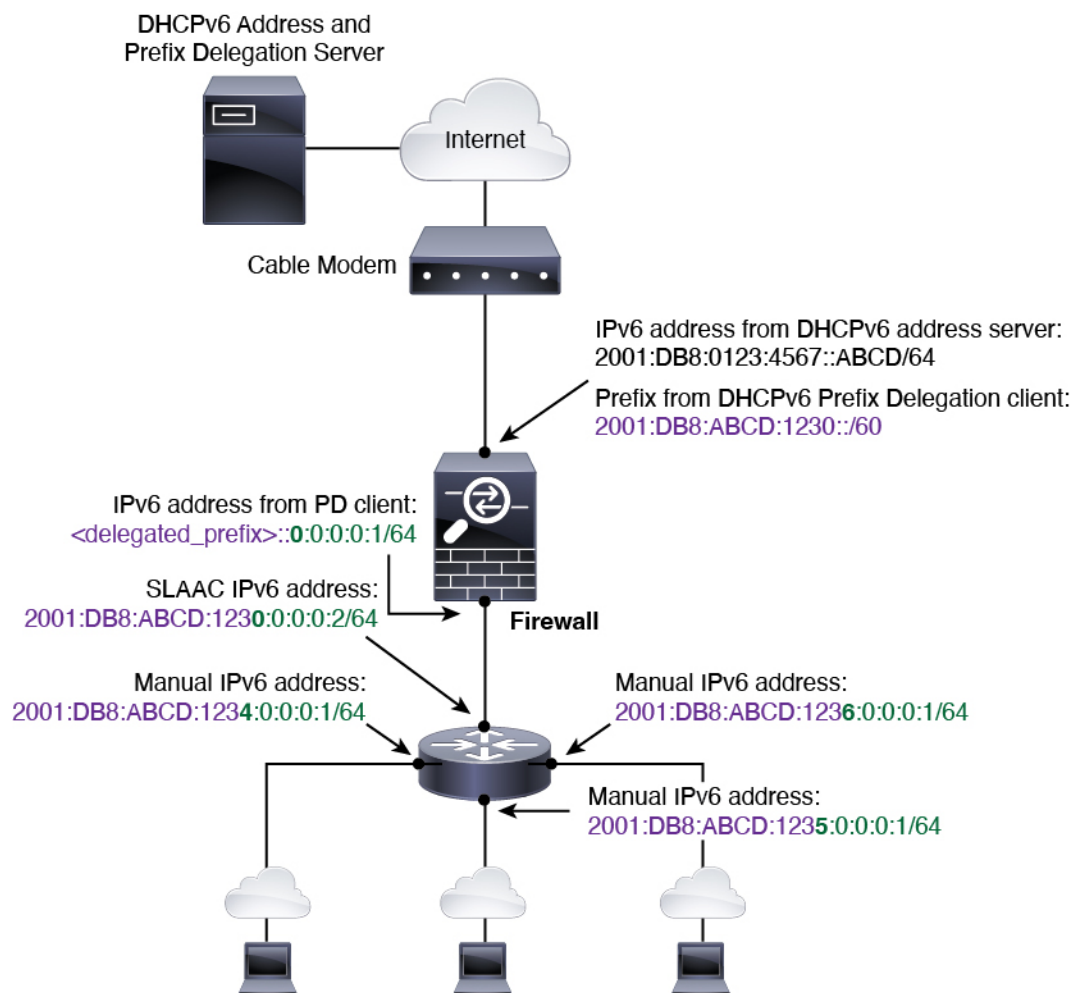 DHCPv6 Address and
Prefix Delegation Server
Internet
Cable Modem
IPv6 address from DHCPv6 address server:
2001:DB8:0123:4567::ABCD/64
Prefix from DHCPv6 Prefix Delegation client:
2001:DB8:ABCD:1230::/60
IPv6 address from PD client:
<delegated_prefix>::0:0:0:0:1/64
SLAAC IPv6 address:
2001:DB8:ABCD:1230:0:0:0:2/64
Firewall
Manual IPv6 address:
2001:DB8:ABCD:1234:0:0:0:1/64
Manual IPv6 address:
2001:DB8:ABCD:1236:0:0:0:1/64
Manual IPv6 address:
2001:DB8:ABCD:1235:0:0:0:1/64